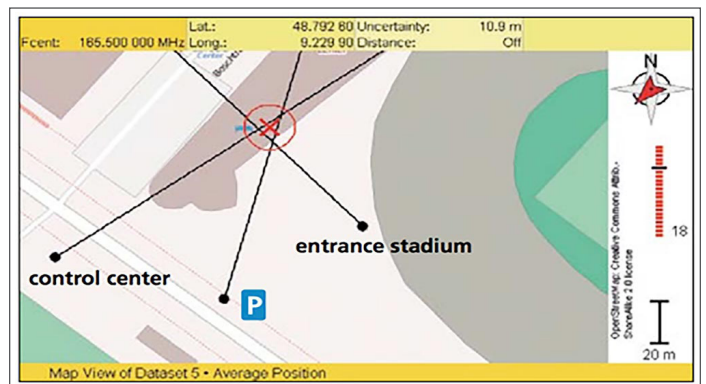 Lat.: 48.792 60 Uncertainty: 10.9 m
Fcent: 165.500 000 MHz Long.: 9.229 90 Distance: Off
Center
N
18
OpenStreetMap: Creative Commons Attrib.-
ShareAlike 2.0 license
entrance stadium
control center
P
20 m
Map View of Dataset 5 • Average Position